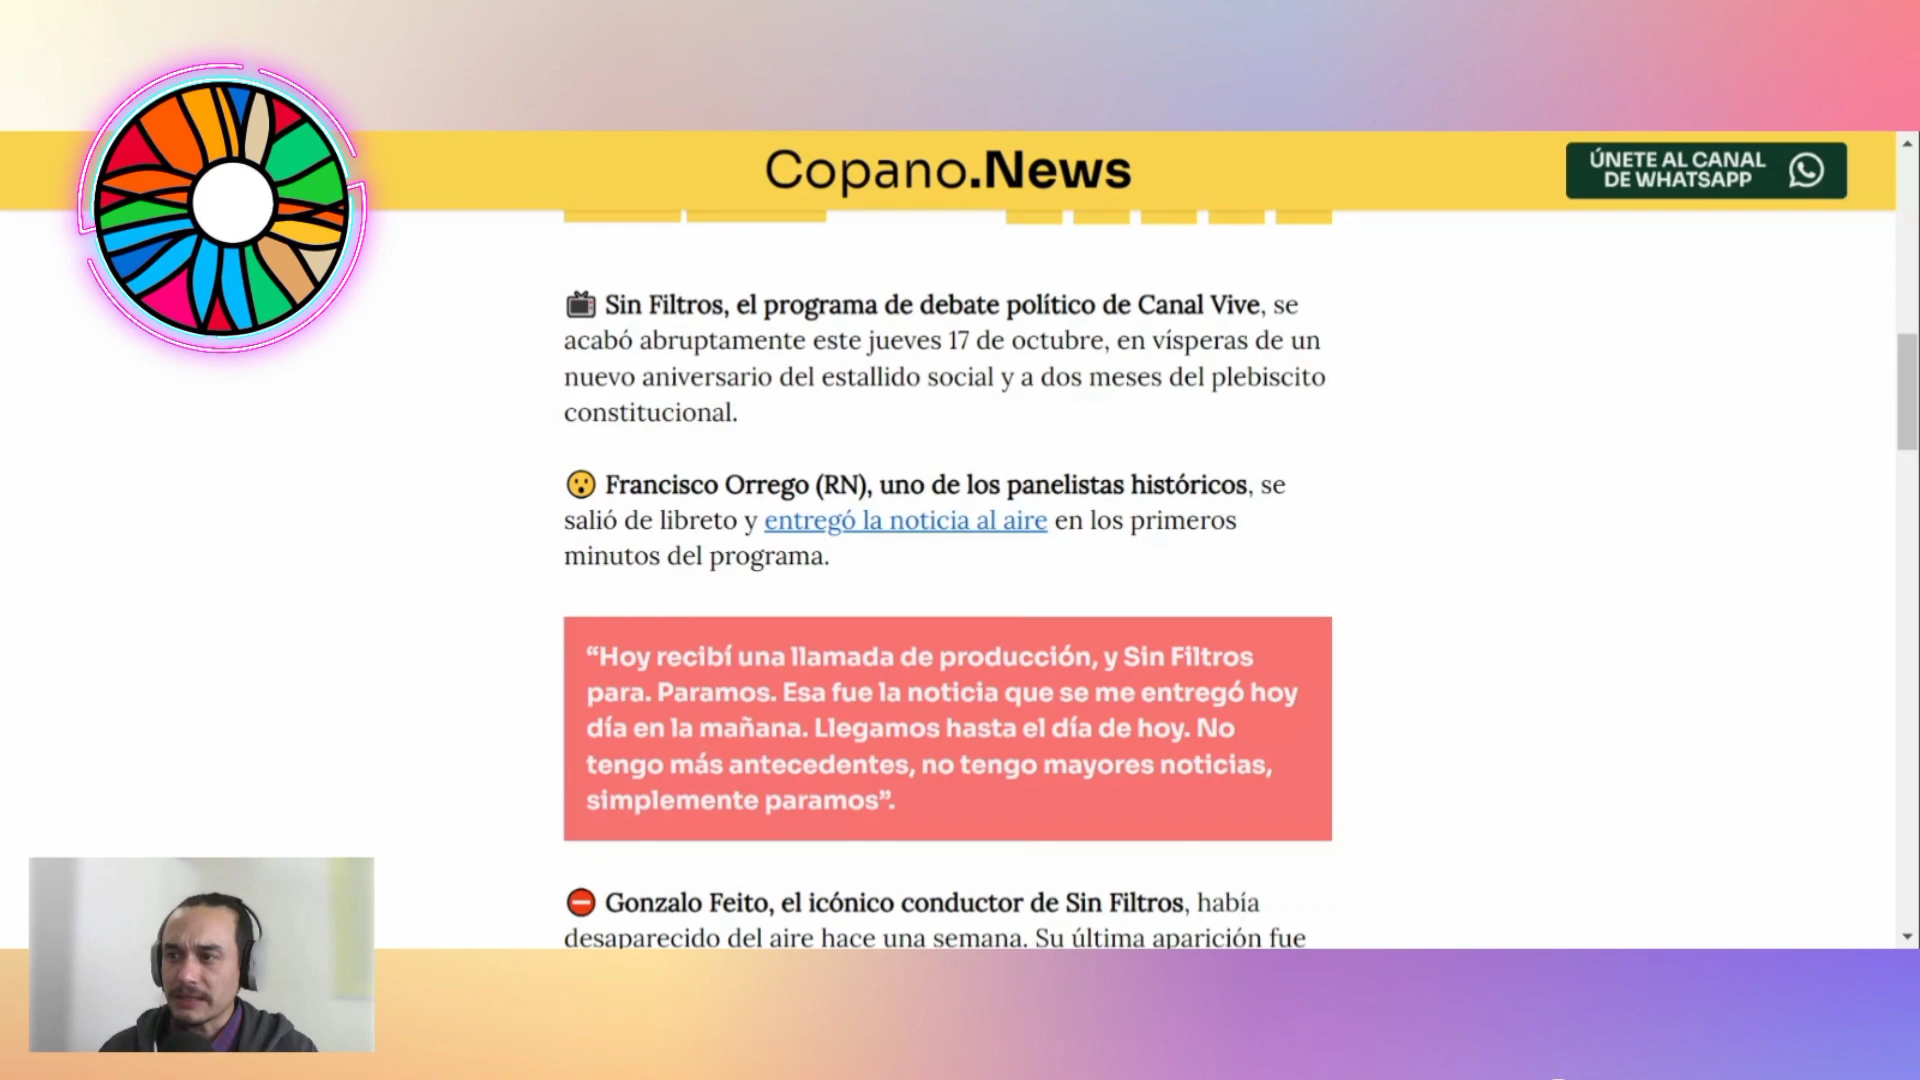 Copano.News
ÚNETE AL CANAL
DE WHATSAPP
Sin Filtros, el programa de debate político de Canal Vive, se
acabó abruptamente este jueves 17 de octubre, en vísperas de un
nuevo aniversario del estallido social y a dos meses del plebiscito
constitucional.
Francisco Orrego (RN), uno de los panelistas históricos, se
salió de libreto y entregó la noticia al aire en los primeros
minutos del programa.
“Hoy recibí una llamada de producción, y Sin Filtros
para. Paramos. Esa fue la noticia que se me entregó hoy
día en la mañana. Llegamos hasta el día de hoy. No
tengo más antecedentes, no tengo mayores noticias,
simplemente paramos”.
Gonzalo Feito, el icónico conductor de Sin Filtros, había
desaparecido del aire hace una semana. Su última aparición fue